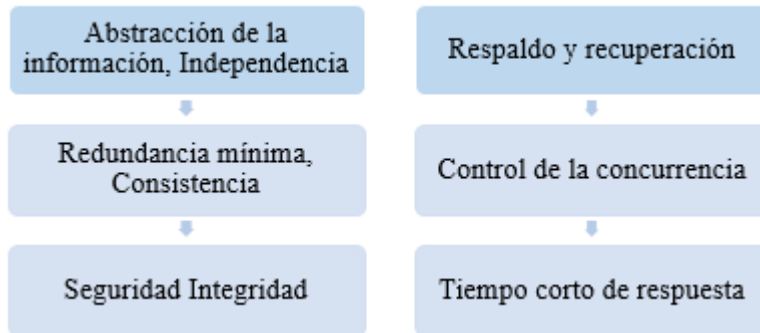 Abstracción de la
información, Independencia
Redundancia mínima,
Consistencia
Seguridad Integridad
Respaldo y recuperación
Control de la concurrencia
Tiempo corto de respuesta